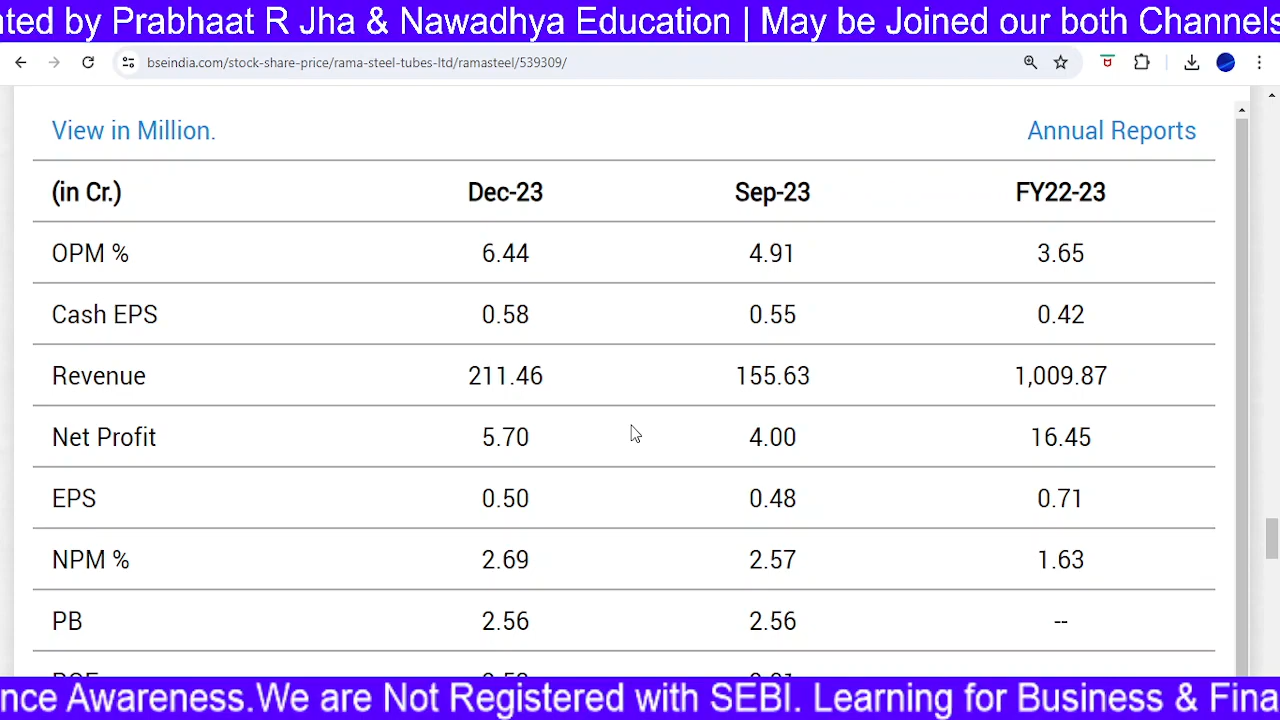 nted by Prabhaat R Jha & Nawadhya Education | May be Joined our both Channels
bseindia.com/stock-share-price/rama-steel-tubes-ltd/ramasteel/539309/
View in Million. Annual Reports
(in Cr.) Dec-23 Sep-23 FY22-23
OPM % 6.44 4.91 3.65
Cash EPS 0.58 0.55 0.42
Revenue 211.46 155.63 1,009.87
Net Profit 5.70 4.00 16.45
EPS 0.50 0.48 0.71
NPM % 2.69 2.57 1.63
PB 2.56 2.56 --
nce Awareness.We are Not Registered with SEBI. Learning for Business & Fina